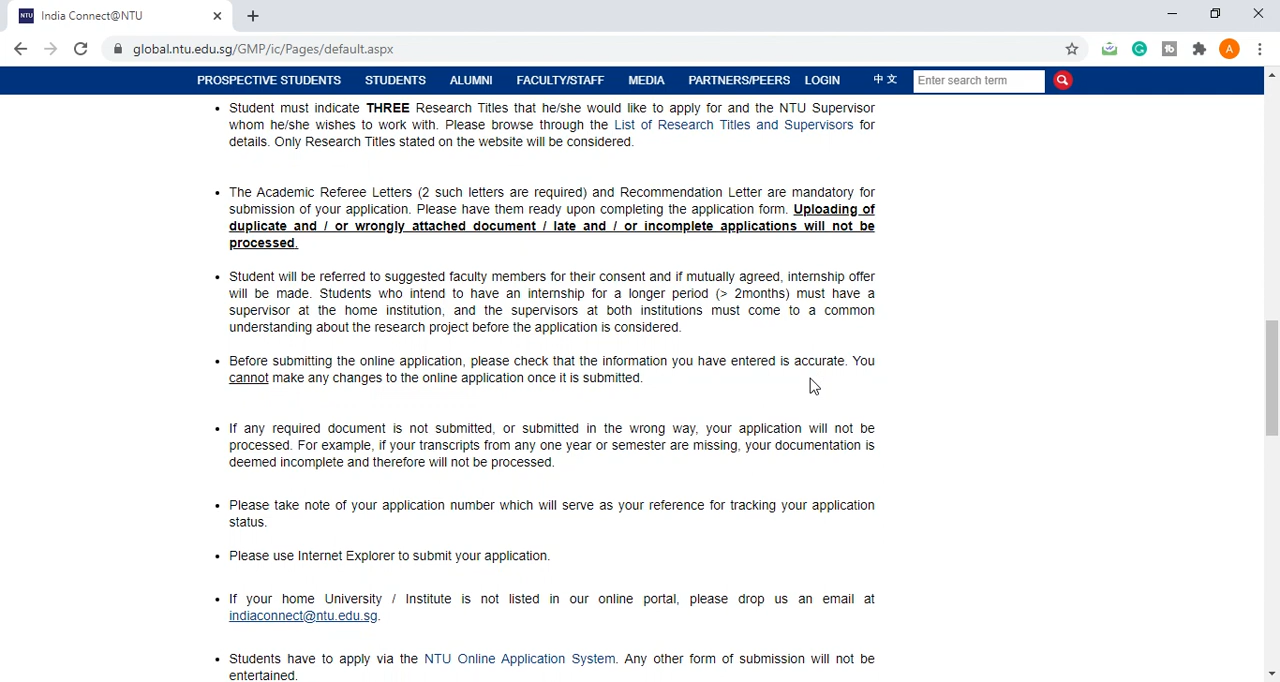 NTU India Connect@NTU
global.ntu.edu.sg/GMP/ic/Pages/default.aspx
A
PROSPECTIVE STUDENTS STUDENTS ALUMNI FACULTY/STAFF MEDIA PARTNERS/PEERS LOGIN 中文 Enter search term
• Student must indicate THREE Research Titles that he/she would like to apply for and the NTU Supervisor
whom he/she wishes to work with. Please browse through the List of Research Titles and Supervisors for
details. Only Research Titles stated on the website will be considered.
• The Academic Referee Letters (2 such letters are required) and Recommendation Letter are mandatory for
submission of your application. Please have them ready upon completing the application form. Uploading of
duplicate and / or wrongly attached document / late and / or incomplete applications will not be
processed.
• Student will be referred to suggested faculty members for their consent and if mutually agreed, internship offer
will be made. Students who intend to have an internship for a longer period (> 2months) must have a
supervisor at the home institution, and the supervisors at both institutions must come to a common
understanding about the research project before the application is considered.
• Before submitting the online application, please check that the information you have entered is accurate. You
cannot make any changes to the online application once it is submitted.
• If any required document is not submitted, or submitted in the wrong way, your application will not be
processed. For example, if your transcripts from any one year or semester are missing, your documentation is
deemed incomplete and therefore will not be processed.
• Please take note of your application number which will serve as your reference for tracking your application
status.
• Please use Internet Explorer to submit your application.
• If your home University / Institute is not listed in our online portal, please drop us an email at
indiaconnect@ntu.edu.sg.
• Students have to apply via the NTU Online Application System. Any other form of submission will not be
entertained.